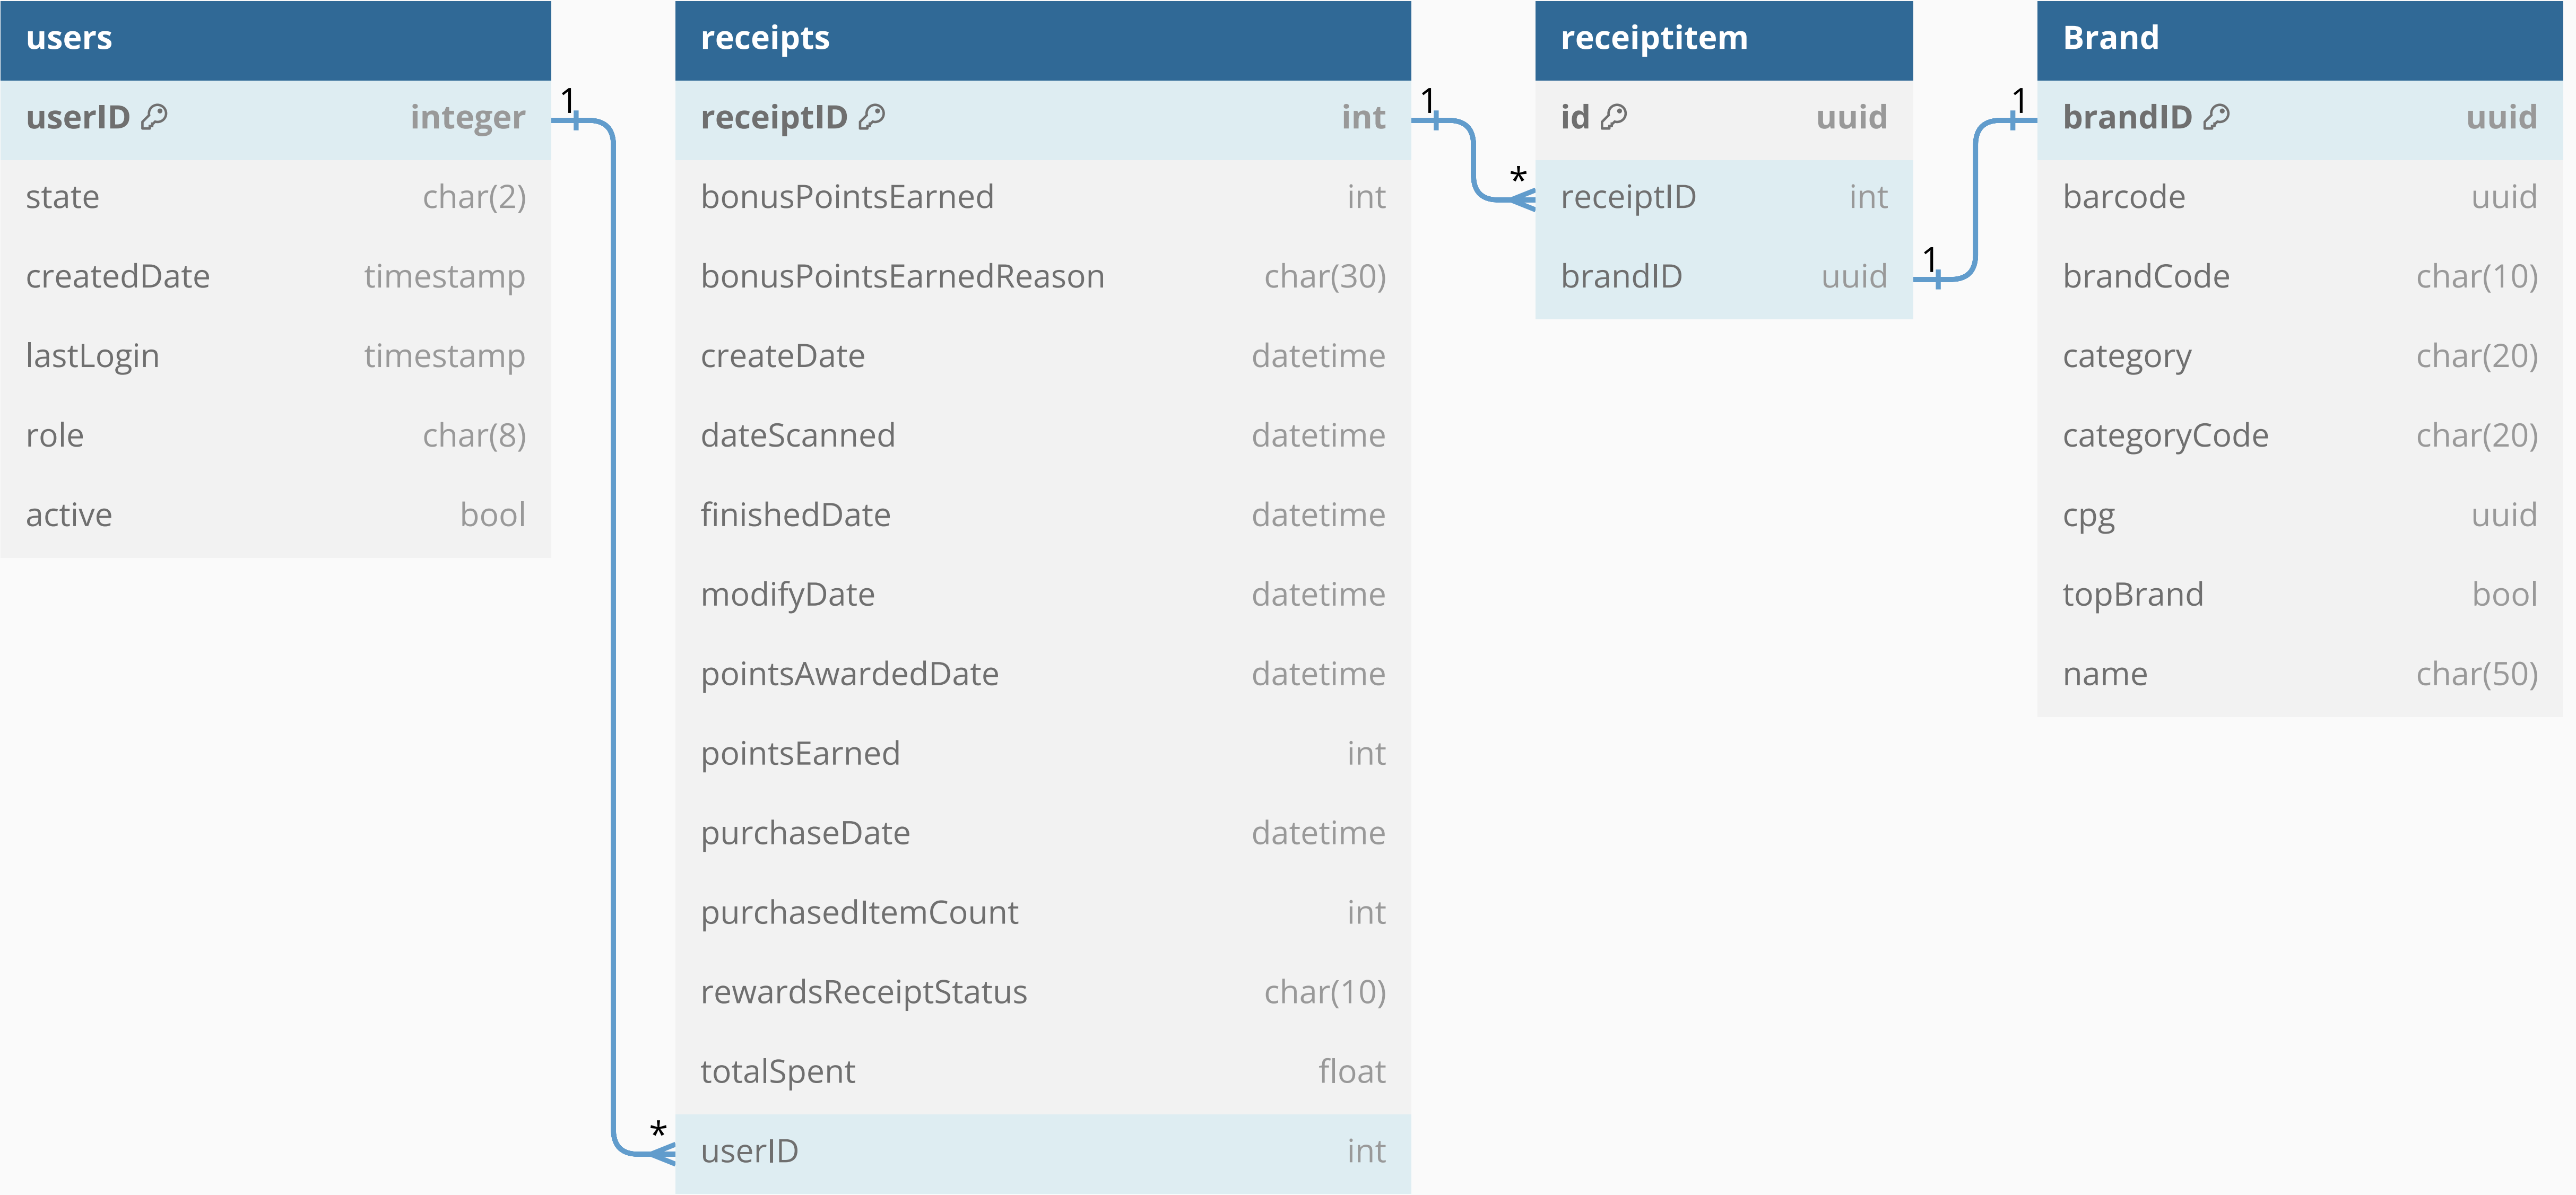 users
userID integer
state char(2)
createdDate timestamp
lastLogin timestamp
role char(8)
active bool
1
*
receipts
receiptID int
bonusPointsEarned int
bonusPointsEarnedReason char(30)
createDate datetime
dateScanned datetime
finishedDate datetime
modifyDate datetime
pointsAwardedDate datetime
pointsEarned int
purchaseDate datetime
purchasedItemCount int
rewardsReceiptStatus char(10)
totalSpent float
userID int
1
*
receiptitem
id uuid
receiptID int
brandID uuid
1
1
Brand
brandID uuid
barcode uuid
brandCode char(10)
category char(20)
categoryCode char(20)
cpg uuid
topBrand bool
name char(50)